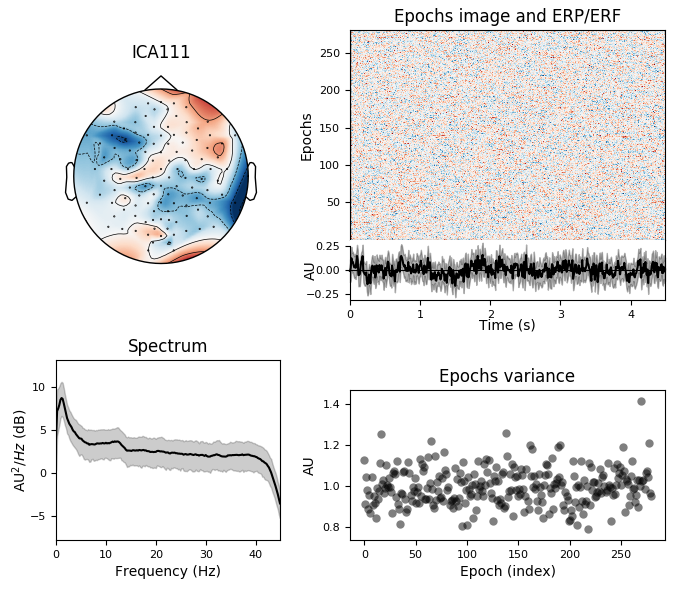 ICA111
Epochs image and ERP/ERF
Epochs
250
200
150
100
50
AU
0.25
0.00
−0.25
0 1 2 3 4
Time (s)
Spectrum
AU²/Hz (dB)
10
5
0
−5
0 10 20 30 40
Frequency (Hz)
Epochs variance
AU
1.4
1.2
1.0
0.8
0 50 100 150 200 250
Epoch (index)